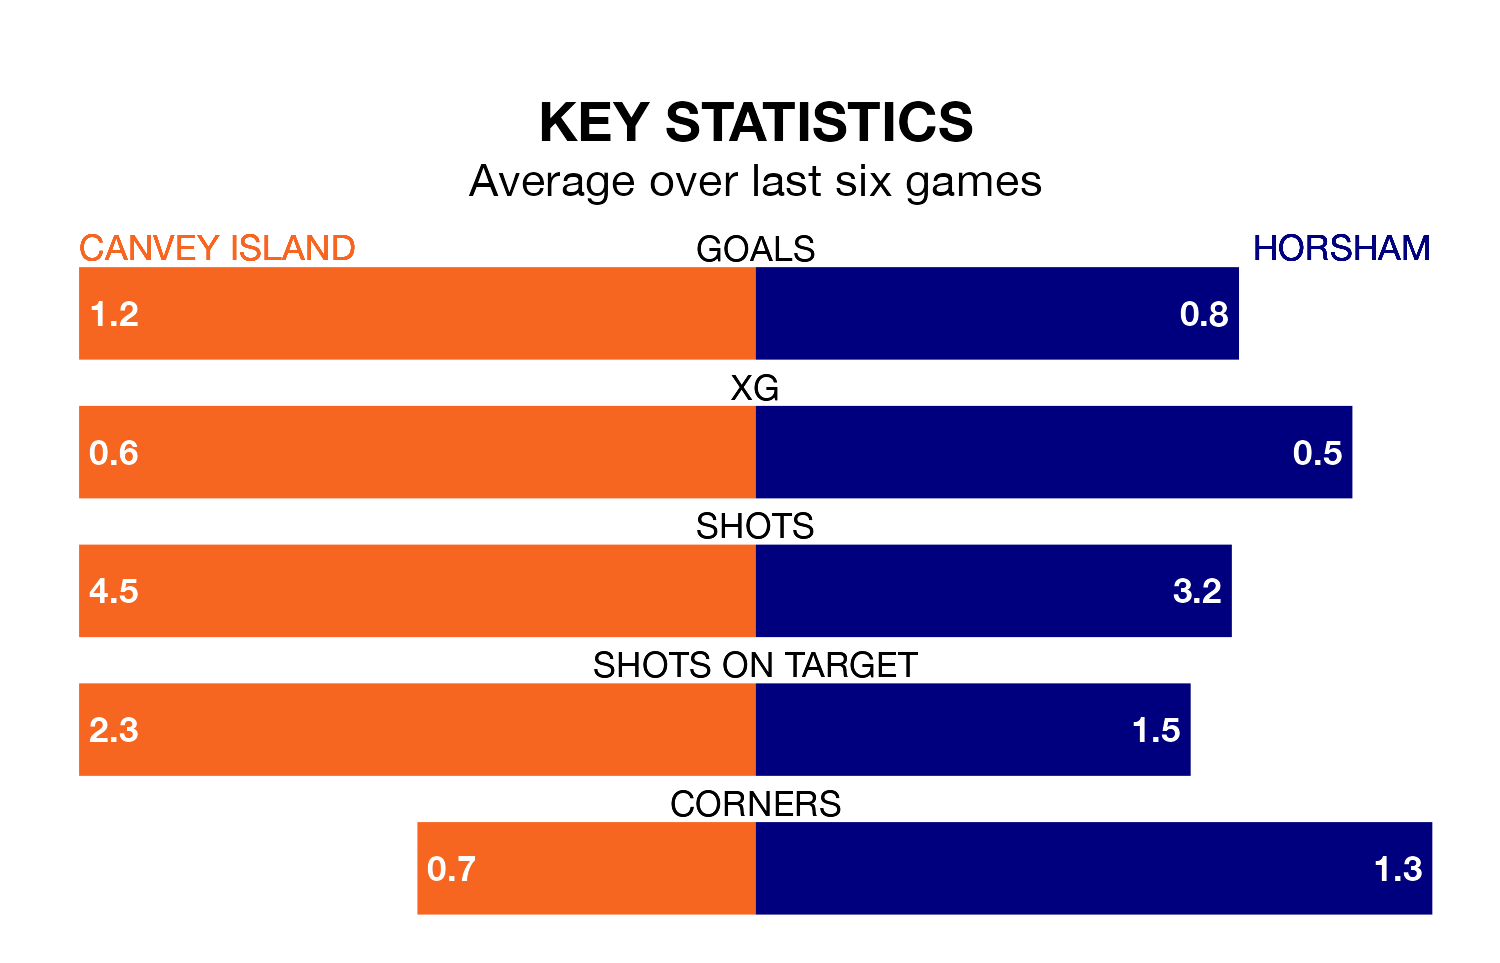 KEY STATISTICS
Average over last six games
CANVEY ISLAND GOALS HORSHAM
1.2 0.8
XG
0.6 0.5
SHOTS
4.5 3.2
SHOTS ON TARGET
2.3 1.5
CORNERS
0.7 1.3